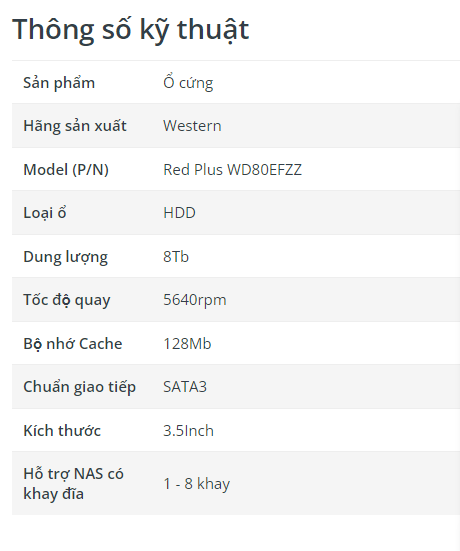 Thông số kỹ thuật
Sản phẩm Ổ cứng
Hãng sản xuất Western
Model (P/N) Red Plus WD80EFZZ
Loại ổ HDD
Dung lượng 8Tb
Tốc độ quay 5640rpm
Bộ nhớ Cache 128Mb
Chuẩn giao tiếp SATA3
Kích thước 3.5Inch
Hỗ trợ NAS có
khay đĩa 1 - 8 khay